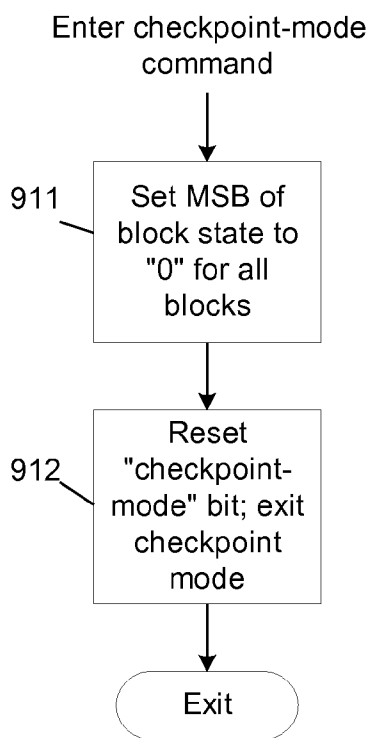 Enter checkpoint-mode
command
911
Set MSB of
block state to
"0" for all
blocks
912
Reset
"checkpoint-
mode" bit; exit
checkpoint
mode
Exit